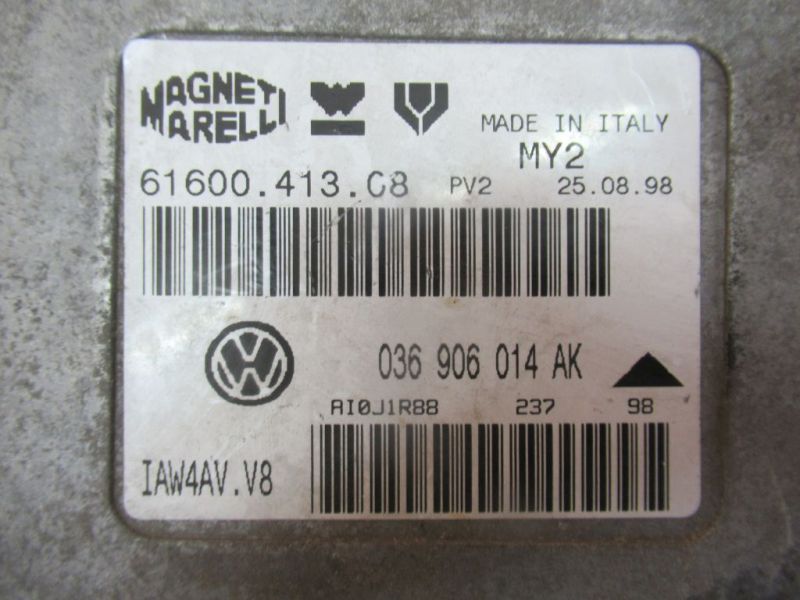 MAGNETI
MARELLI
MADE IN ITALY
MY2
61600.413.08 PV2 25.08.98
036 906 014 AK
AI0J1R88 237 98
IAW4AV.V8